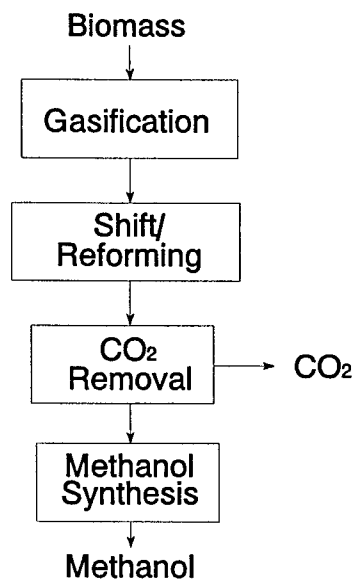 Biomass
Gasification
Shift/
Reforming
CO₂
Removal
CO₂
Methanol
Synthesis
Methanol